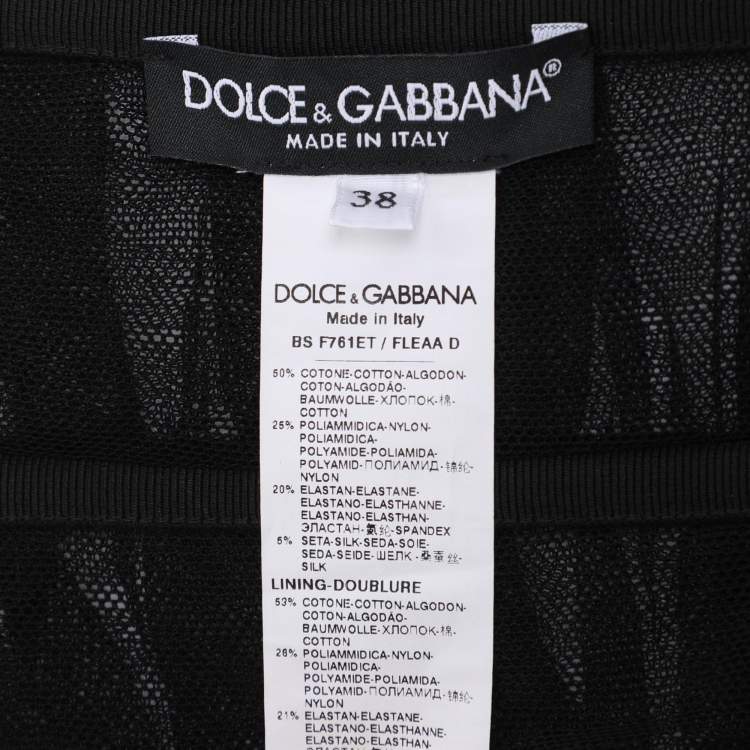 DOLCE & GABBANA®
MADE IN ITALY
38
DOLCE & GABBANA
Made in Italy
BS F761ET / FLEAA D
50% COTONE-COTTON-ALGODON-
COTON-ALGODÃO-
BAUMWOLLE-ХЛОПОК-棉-
COTTON
25% POLIAMMIDICA-NYLON-
POLIAMIDICA-
POLYAMIDE-POLIAMIDA-
POLYAMID-ПОЛИАМИД-锦纶-
NYLON
20% ELASTAN-ELASTANE-
ELASTANO-ELASTHANNE-
ELASTANO-ELASTHAN-
ЭЛАСТАН-氨纶-SPANDEX
5% SETA-SILK-SEDA-SOIE-
SEDA-SEIDE-ШЕЛК-桑蚕丝-
SILK
LINING-DOUBLURE
53% COTONE-COTTON-ALGODON-
COTON-ALGODÃO-
BAUMWOLLE-ХЛОПОК-棉-
COTTON
26% POLIAMMIDICA-NYLON-
POLIAMIDICA-
POLYAMIDE-POLIAMIDA-
POLYAMID-ПОЛИАМИД-锦纶-
NYLON
21% ELASTAN-ELASTANE-
ELASTANO-ELASTHANNE-
ELASTANO-ELASTHAN-